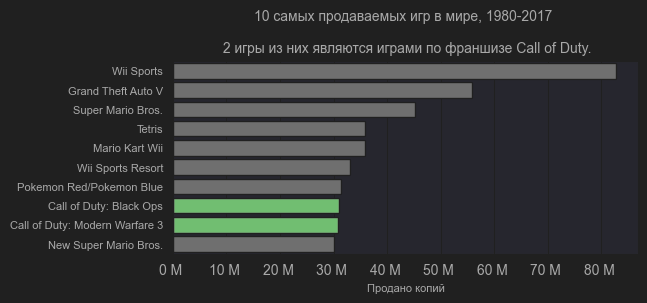 10 самых продаваемых игр в мире, 1980-2017
2 игры из них являются играми по франшизе Call of Duty.
Wii Sports
Grand Theft Auto V
Super Mario Bros.
Tetris
Mario Kart Wii
Wii Sports Resort
Pokemon Red/Pokemon Blue
Call of Duty: Black Ops
Call of Duty: Modern Warfare 3
New Super Mario Bros.
0 M 10 M 20 M 30 M 40 M 50 M 60 M 70 M 80 M
Продано копий